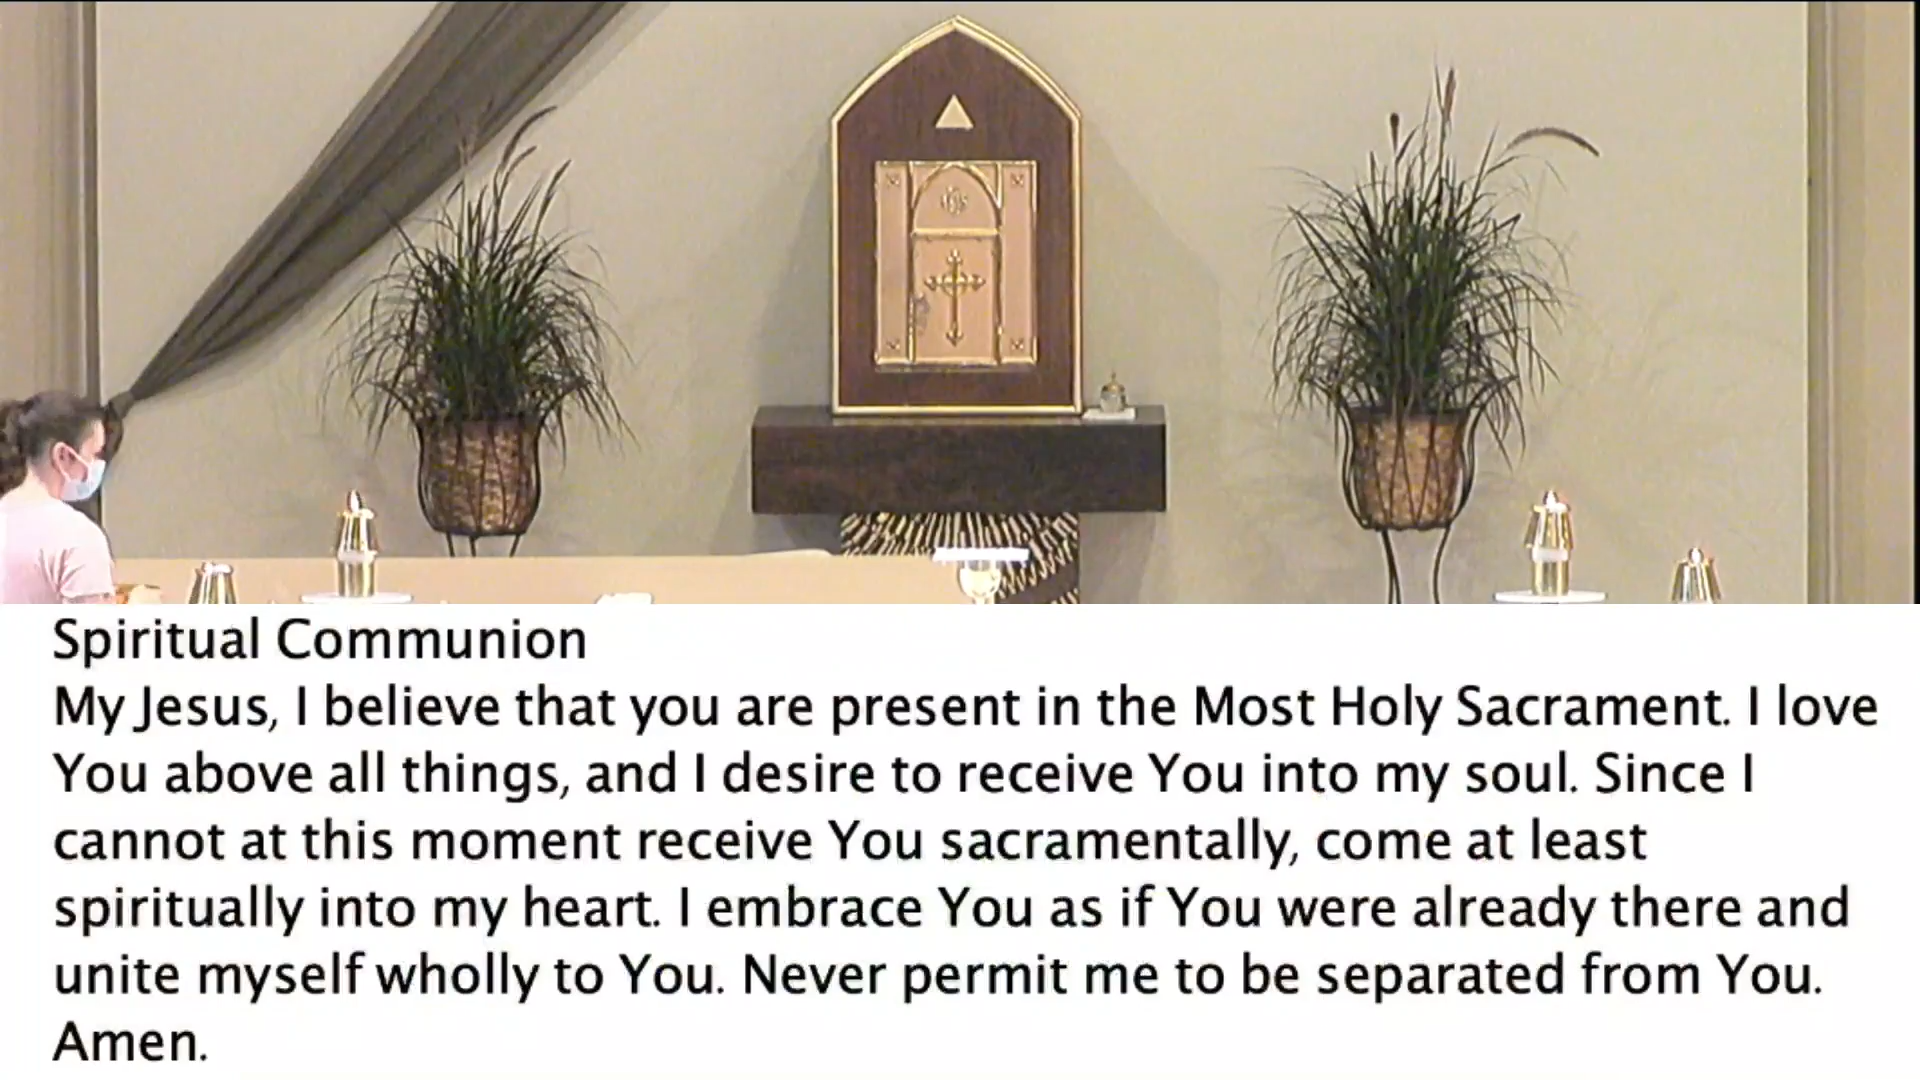 Spiritual Communion
My Jesus, I believe that you are present in the Most Holy Sacrament. I love
You above all things, and I desire to receive You into my soul. Since I
cannot at this moment receive You sacramentally, come at least
spiritually into my heart. I embrace You as if You were already there and
unite myself wholly to You. Never permit me to be separated from You.
Amen.